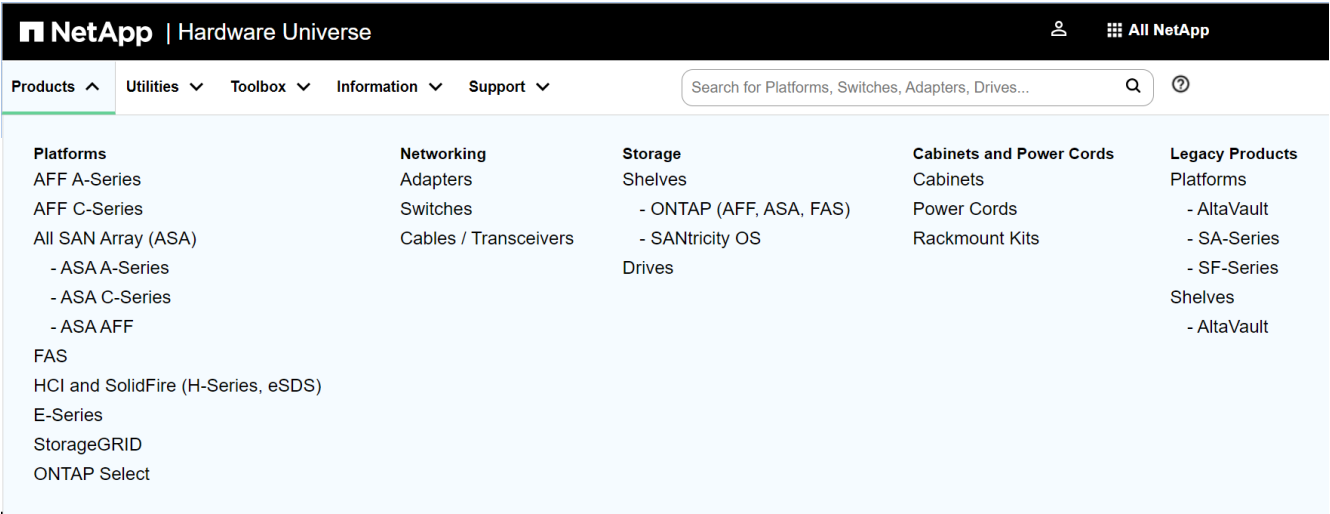 NetApp | Hardware Universe
All NetApp
Products
Utilities
Toolbox
Information
Support
Search for Platforms, Switches, Adapters, Drives...
Platforms
AFF A-Series
AFF C-Series
All SAN Array (ASA)
- ASA A-Series
- ASA C-Series
- ASA AFF
FAS
HCI and SolidFire (H-Series, eSDS)
E-Series
StorageGRID
ONTAP Select
Networking
Adapters
Switches
Cables / Transceivers
Storage
Shelves
- ONTAP (AFF, ASA, FAS)
- SANtricity OS
Drives
Cabinets and Power Cords
Cabinets
Power Cords
Rackmount Kits
Legacy Products
Platforms
- AltaVault
- SA-Series
- SF-Series
Shelves
- AltaVault